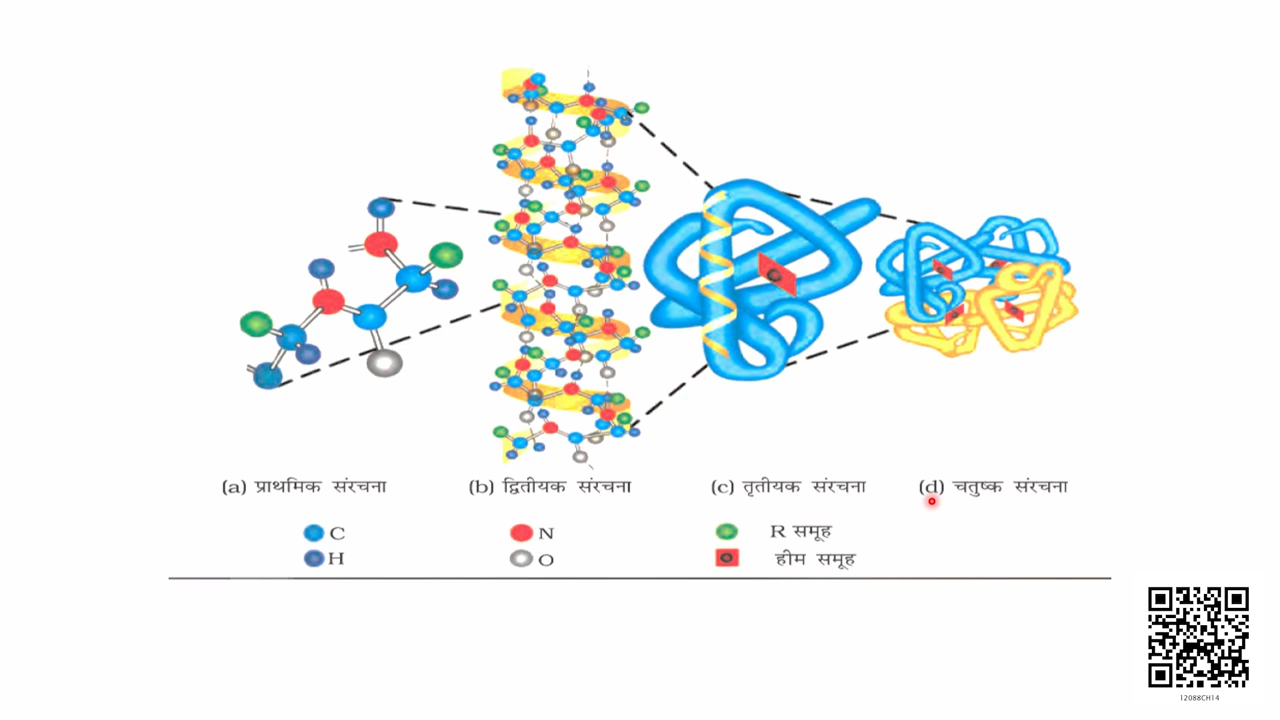 (a) प्राथमिक संरचना (b) द्वितीयक संरचना (c) तृतीयक संरचना (d) चतुष्क संरचना
C N R समूह
H O हीम समूह
12088CH14